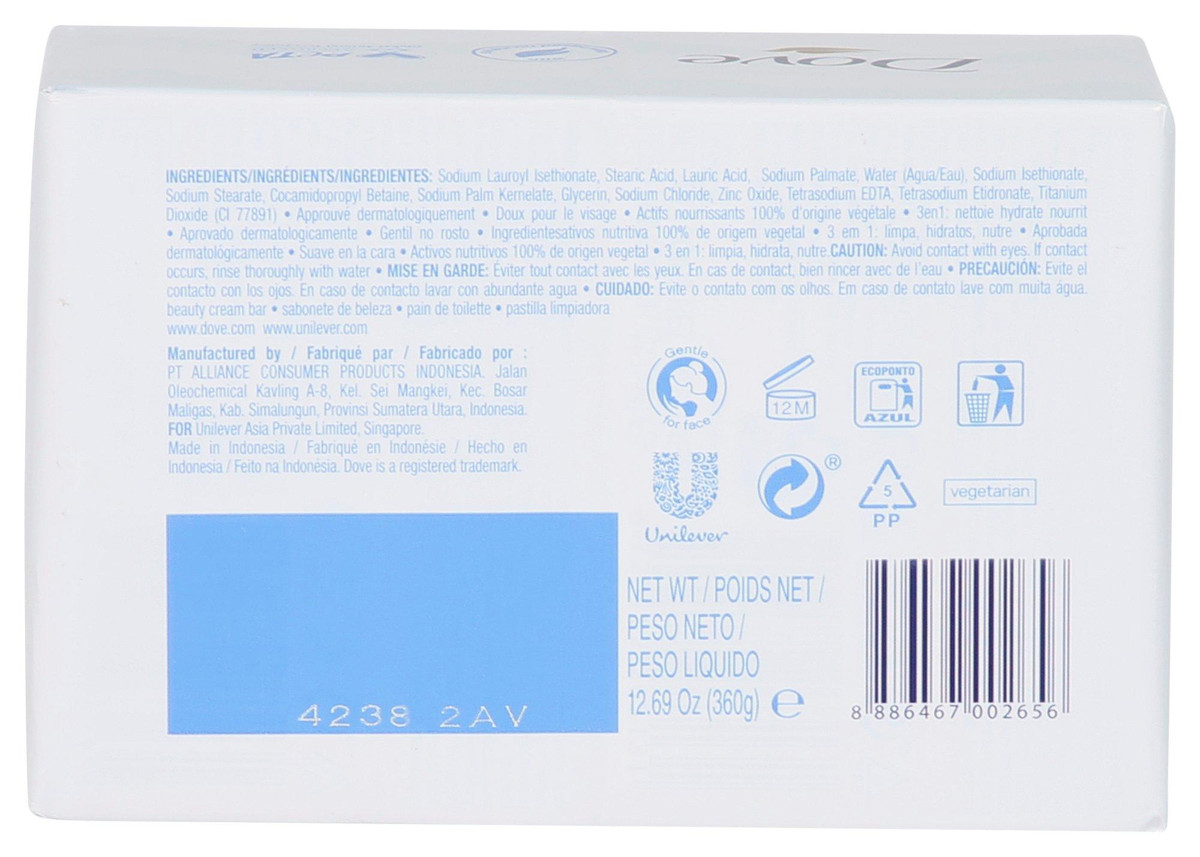 Dove
PETA
INGREDIENTS/INGRÉDIENTS/INGREDIENTES: Sodium Lauroyl Isethionate, Stearic Acid, Lauric Acid, Sodium Palmate, Water (Agua/Eau), Sodium Isethionate,
Sodium Stearate, Cocamidopropyl Betaine, Sodium Palm Kernelate, Glycerin, Sodium Chloride, Zinc Oxide, Tetrasodium EDTA, Tetrasodium Etidronate, Titanium
Dioxide (CI 77891) • Approuvé dermatologiquement • Doux pour le visage • Actifs nourrissants 100% d'origine végétale • 3en1: nettoie hydrate nourrit
• Aprovado dermatologicamente • Gentil no rosto • Ingredientesativos nutritiva 100% de origem vegetal • 3 em 1: limpa, hidratos, nutre • Aprobada
dermatológicamente • Suave en la cara • Activos nutritivos 100% de origen vegetal • 3 en 1: limpia, hidrata, nutre.CAUTION: Avoid contact with eyes. If contact
occurs, rinse thoroughly with water • MISE EN GARDE: Éviter tout contact avec les yeux. En cas de contact, bien rincer avec de l'eau • PRECAUCIÓN: Evite el
contacto con los ojos. En caso de contacto lavar con abundante agua • CUIDADO: Evite o contato com os olhos. Em caso de contato lave com muita água.
beauty cream bar • sabonete de beleza • pain de toilette • pastilla limpiadora
www.dove.com www.unilever.com
Manufactured by / Fabriqué par / Fabricado por :
PT ALLIANCE CONSUMER PRODUCTS INDONESIA. Jalan
Oleochemical Kavling A-8, Kel. Sei Mangkei, Kec. Bosar
Maligas, Kab. Simalungun, Provinsi Sumatera Utara, Indonesia.
FOR Unilever Asia Private Limited, Singapore.
Made in Indonesia / Fabriqué en Indonésie / Hecho en
Indonesia / Feito na Indonésia. Dove is a registered trademark.
Gentle
for face
12M
ECOPONTO
AZUL
Unilever
®
5
PP
vegetarian
4238 2AV
NET WT / POIDS NET /
PESO NETO /
PESO LIQUIDO
12.69 Oz (360g) e
8 886467 002656